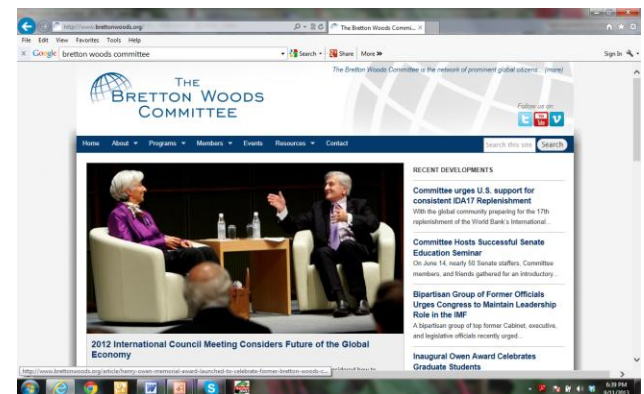 http://www.brettonwoods.org/
The Bretton Woods Commi...
File Edit View Favorites Tools Help
Google bretton woods committee Search Share More Sign In
The Bretton Woods Committee is the network of prominent global citizens... (more)
THE
BRETTON WOODS
COMMITTEE
Follow us on:
You
Tube
Home About Programs Members Events Resources Contact Search this site Search
RECENT DEVELOPMENTS
Committee urges U.S. support for
consistent IDA17 Replenishment
With the global community preparing for the 17th
replenishment of the World Bank's International...
Committee Hosts Successful Senate
Education Seminar
On June 14, nearly 50 Senate staffers, Committee
members, and friends gathered for an introductory...
Bipartisan Group of Former Officials
Urges Congress to Maintain Leadership
Role in the IMF
A bipartisan group of top former Cabinet, executive,
and legislative officials recently urged...
Inaugural Owen Award Celebrates
Graduate Students
2012 International Council Meeting Considers Future of the Global
Economy
http://www.brettonwoods.org/article/henry-owen-memorial-award-launched-to-celebrate-former-bretton-woods-c...
6:39 PM